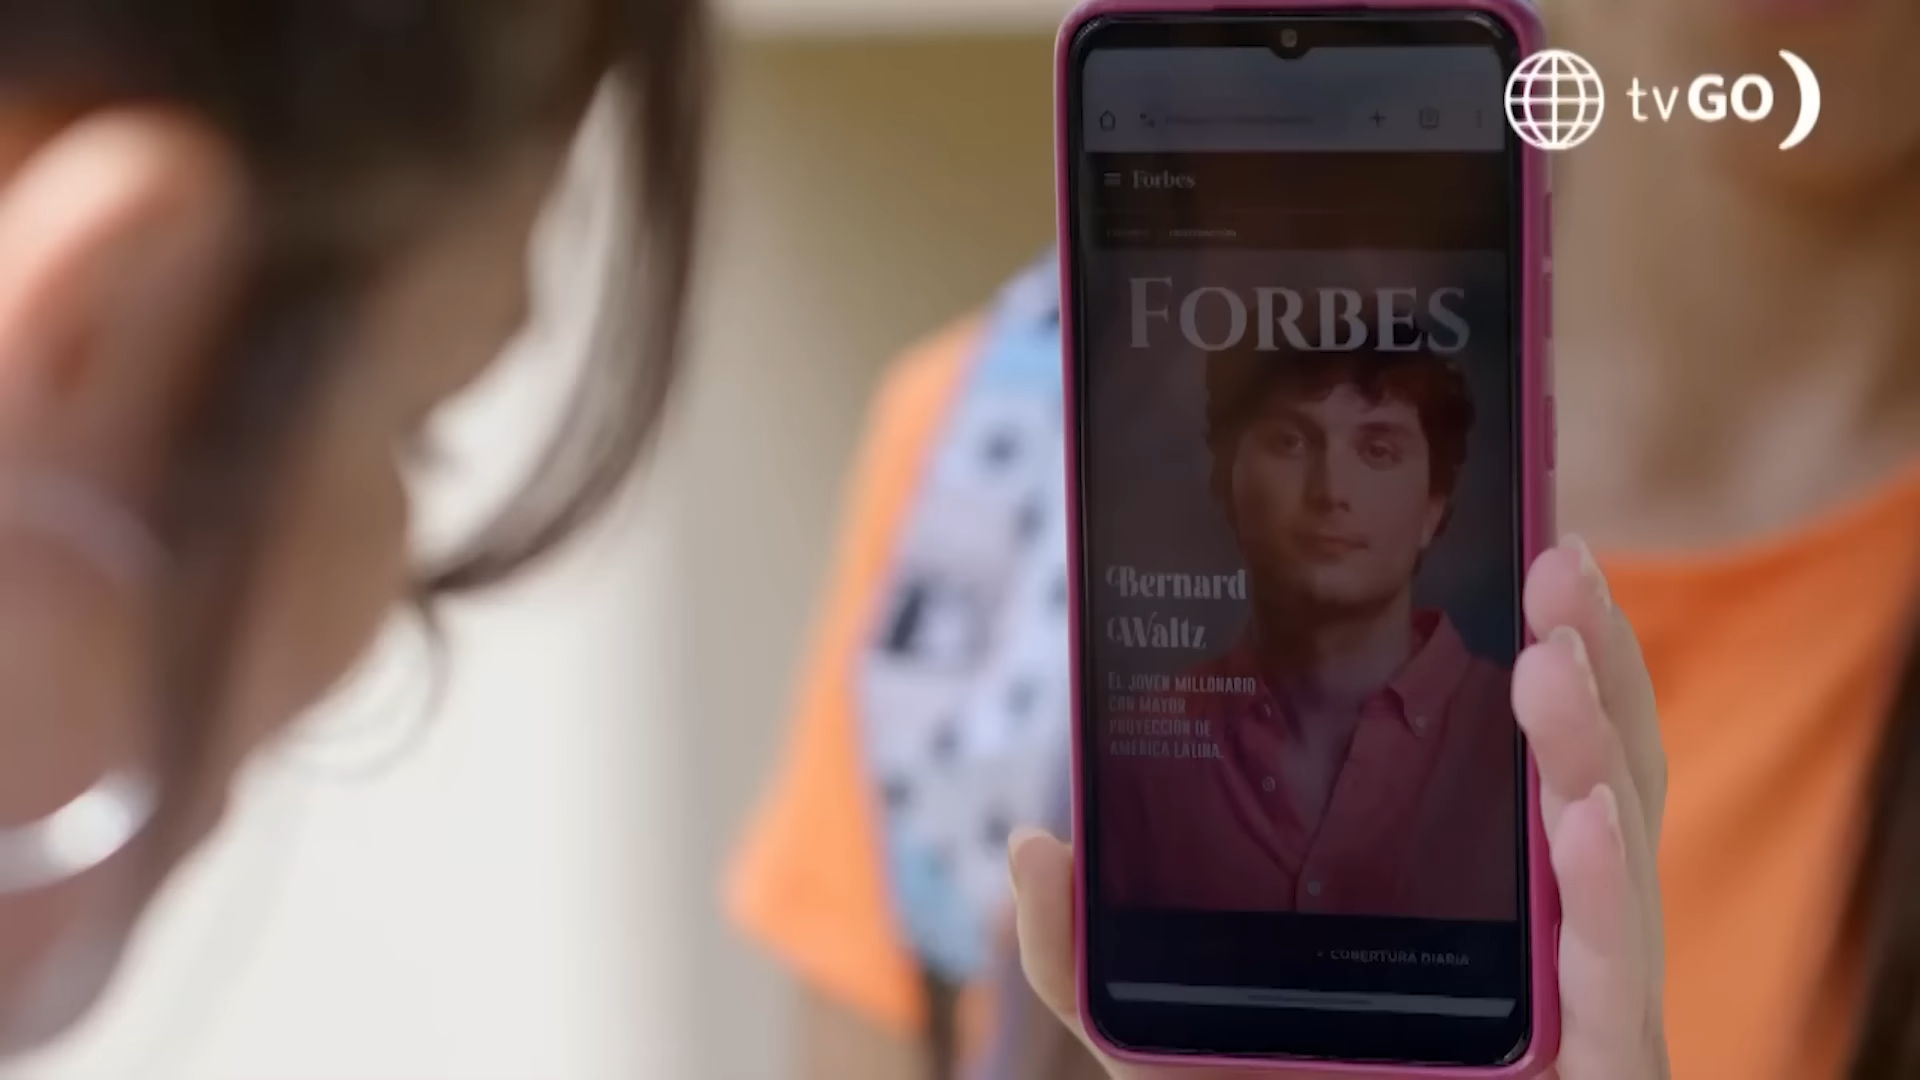 tvGO
Forbes
FORBES
Bernard
Waltz
EL JOVEN MILLONARIO
CON MAYOR
PROYECCIÓN DE
AMÉRICA LATINA.
• COBERTURA DIARIA